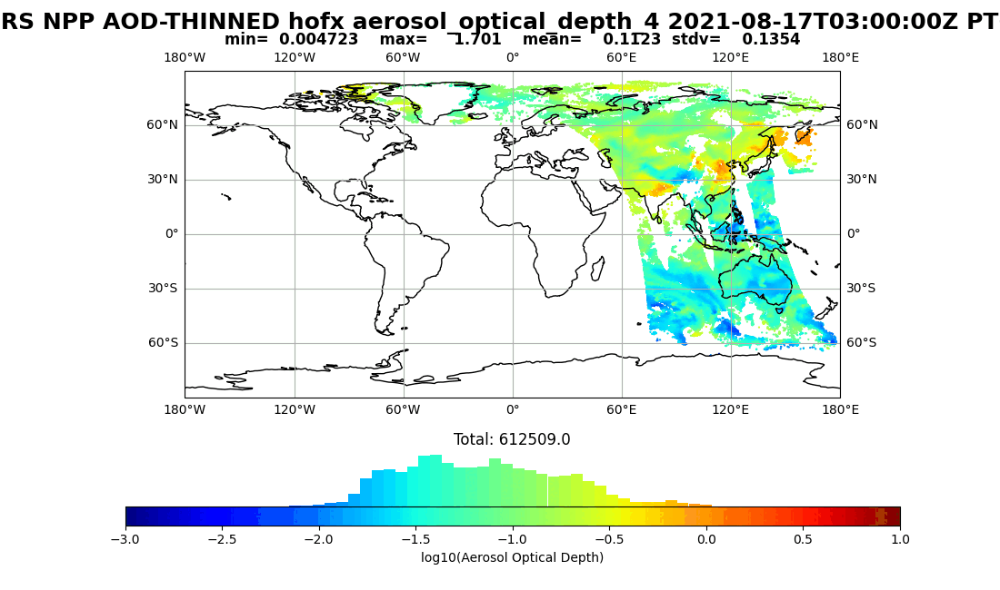 RS NPP AOD-THINNED hofx aerosol_optical_depth_4 2021-08-17T03:00:00Z PT
min= 0.004723 max= 1.701 mean= 0.1123 stdv= 0.1354
180°W 120°W 60°W 0° 60°E 120°E 180°E
60°N 60°N
30°N 30°N
0° 0°
30°S 30°S
60°S 60°S
180°W 120°W 60°W 0° 60°E 120°E 180°E
Total: 612509.0
−3.0 −2.5 −2.0 −1.5 −1.0 −0.5 0.0 0.5 1.0
log10(Aerosol Optical Depth)